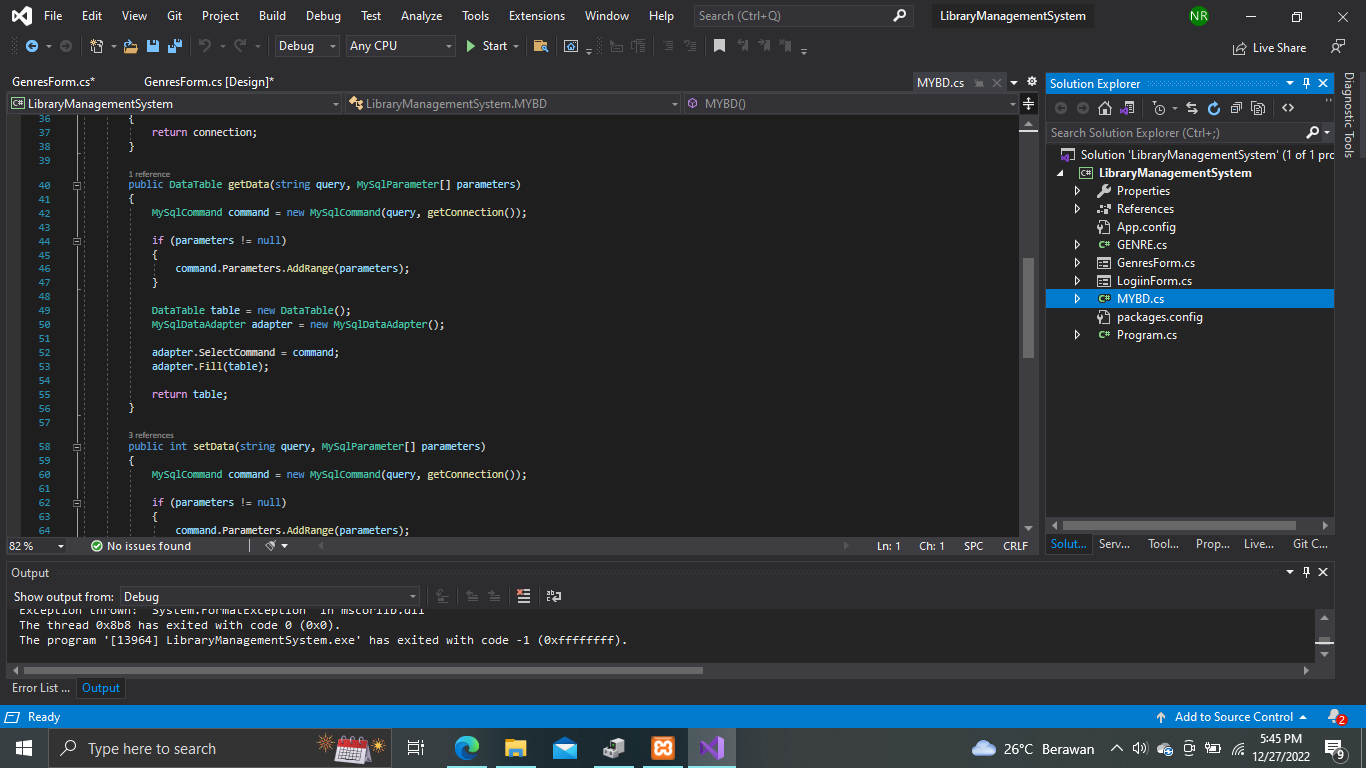 File Edit View Git Project Build Debug Test Analyze Tools Extensions Window Help Search (Ctrl+Q) LibraryManagementSystem NR
Debug Any CPU Start Live Share
GenresForm.cs* GenresForm.cs [Design]* MYBD.cs
LibraryManagementSystem LibraryManagementSystem.MYBD MYBD()
36 {
37 return connection;
38 }
39
1 reference
40 public DataTable getData(string query, MySqlParameter[] parameters)
41 {
42 MySqlCommand command = new MySqlCommand(query, getConnection());
43
44 if (parameters != null)
45 {
46 command.Parameters.AddRange(parameters);
47 }
48
49 DataTable table = new DataTable();
50 MySqlDataAdapter adapter = new MySqlDataAdapter();
51
52 adapter.SelectCommand = command;
53 adapter.Fill(table);
54
55 return table;
56 }
57
3 references
58 public int setData(string query, MySqlParameter[] parameters)
59 {
60 MySqlCommand command = new MySqlCommand(query, getConnection());
61
62 if (parameters != null)
63 {
64 command.Parameters.AddRange(parameters);
82 % No issues found Ln: 1 Ch: 1 SPC CRLF
Solution Explorer
Search Solution Explorer (Ctrl+;)
Solution 'LibraryManagementSystem' (1 of 1 pro
LibraryManagementSystem
Properties
References
App.config
GENRE.cs
GenresForm.cs
LogiinForm.cs
MYBD.cs
packages.config
Program.cs
Solut... Serv... Tool... Prop... Live... Git C...
Diagnostic Tools
Output
Show output from: Debug
Exception thrown: 'System.FormatException' in mscorlib.dll
The thread 0x8b8 has exited with code 0 (0x0).
The program '[13964] LibraryManagementSystem.exe' has exited with code -1 (0xffffffff).
Error List ... Output
Ready Add to Source Control 2
Type here to search 26°C Berawan 5:45 PM
12/27/2022 9